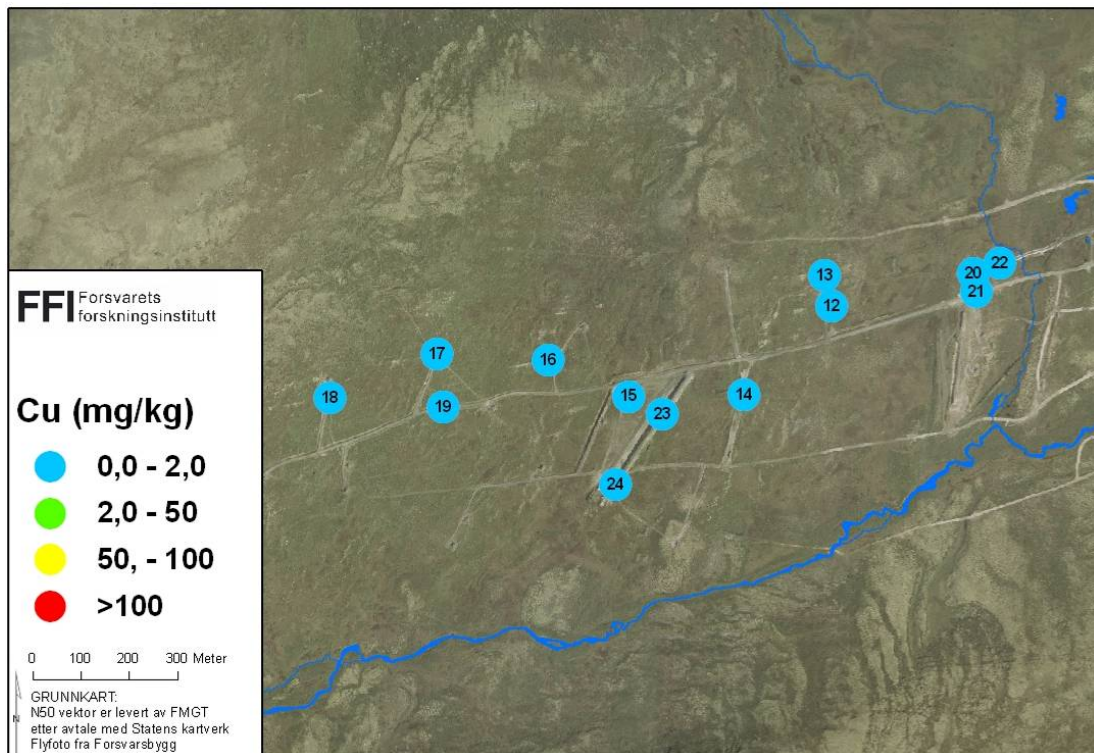 22
20
13
21
12
17
16
18
15
14
19
23
24
FFI Forsvarets
forskningsinstitutt
Cu (mg/kg)
0,0 - 2,0
2,0 - 50
50, - 100
>100
0 100 200 300 Meter
GRUNNKART:
N50 vektor er levert av FMGT
etter avtale med Statens kartverk
Flyfoto fra Forsvarsbygg
N